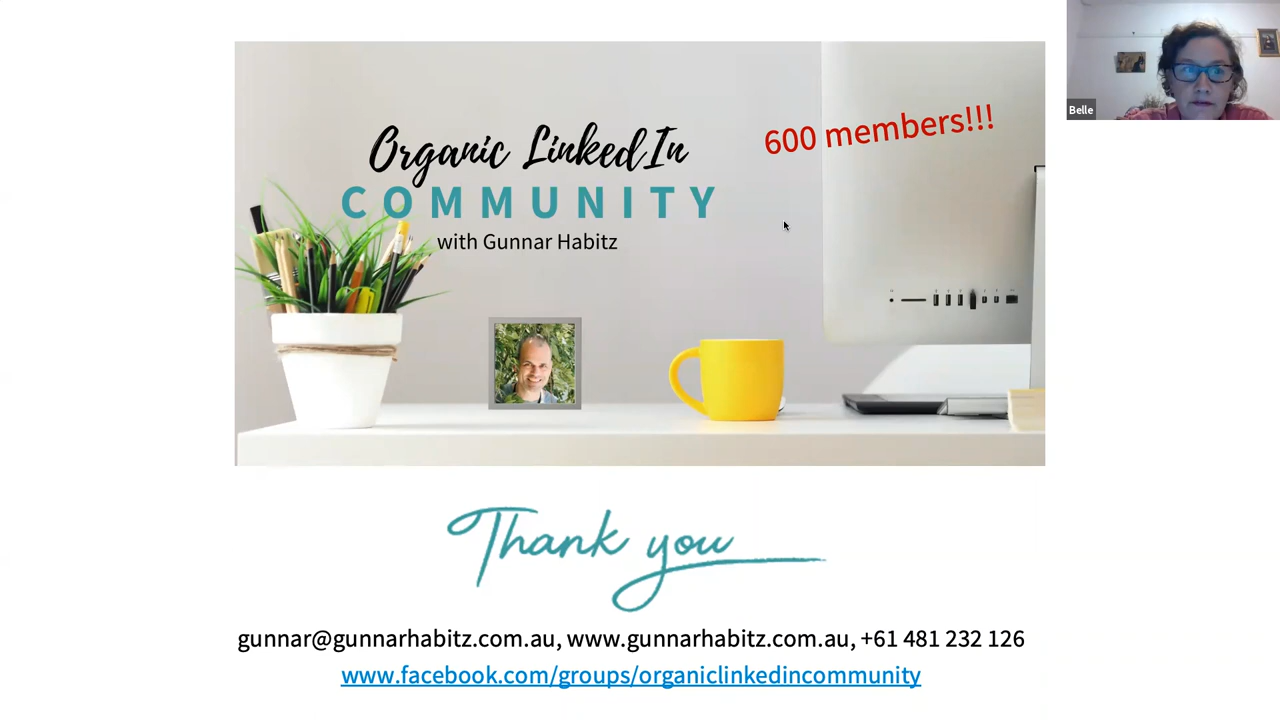 Organic LinkedIn
COMMUNITY
with Gunnar Habitz
600 members!!!
Belle
Thank you
gunnar@gunnarhabitz.com.au, www.gunnarhabitz.com.au, +61 481 232 126
www.facebook.com/groups/organiclinkedincommunity